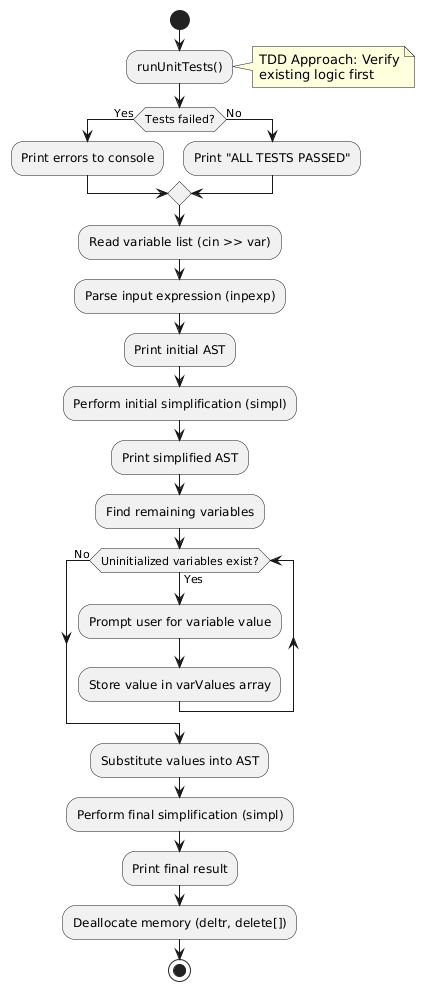 runUnitTests()
TDD Approach: Verify
existing logic first
Yes
Tests failed?
No
Print errors to console
Print "ALL TESTS PASSED"
Read variable list (cin >> var)
Parse input expression (inpexp)
Print initial AST
Perform initial simplification (simpl)
Print simplified AST
Find remaining variables
No
Uninitialized variables exist?
Yes
Prompt user for variable value
Store value in varValues array
Substitute values into AST
Perform final simplification (simpl)
Print final result
Deallocate memory (deltr, delete[])